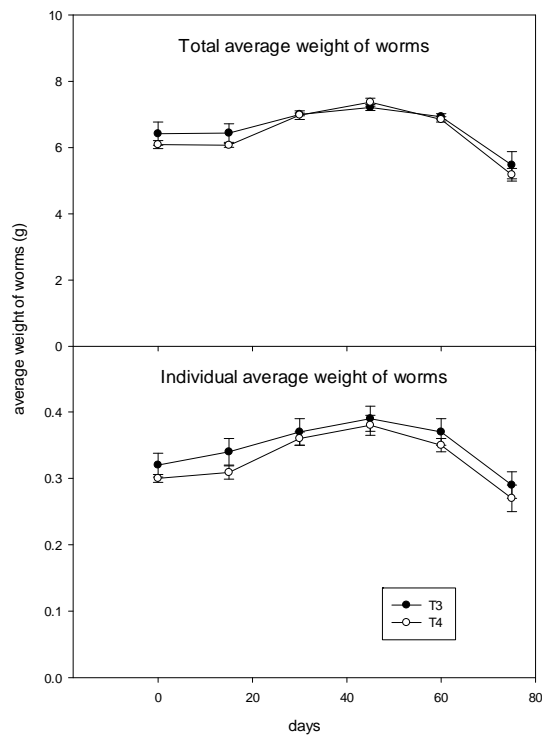 10
Total average weight of worms
8
6
4
2
0
average weight of worms (g)
Individual average weight of worms
0.4
0.3
0.2
0.1
0.0
T3
T4
0 20 40 60 80
days